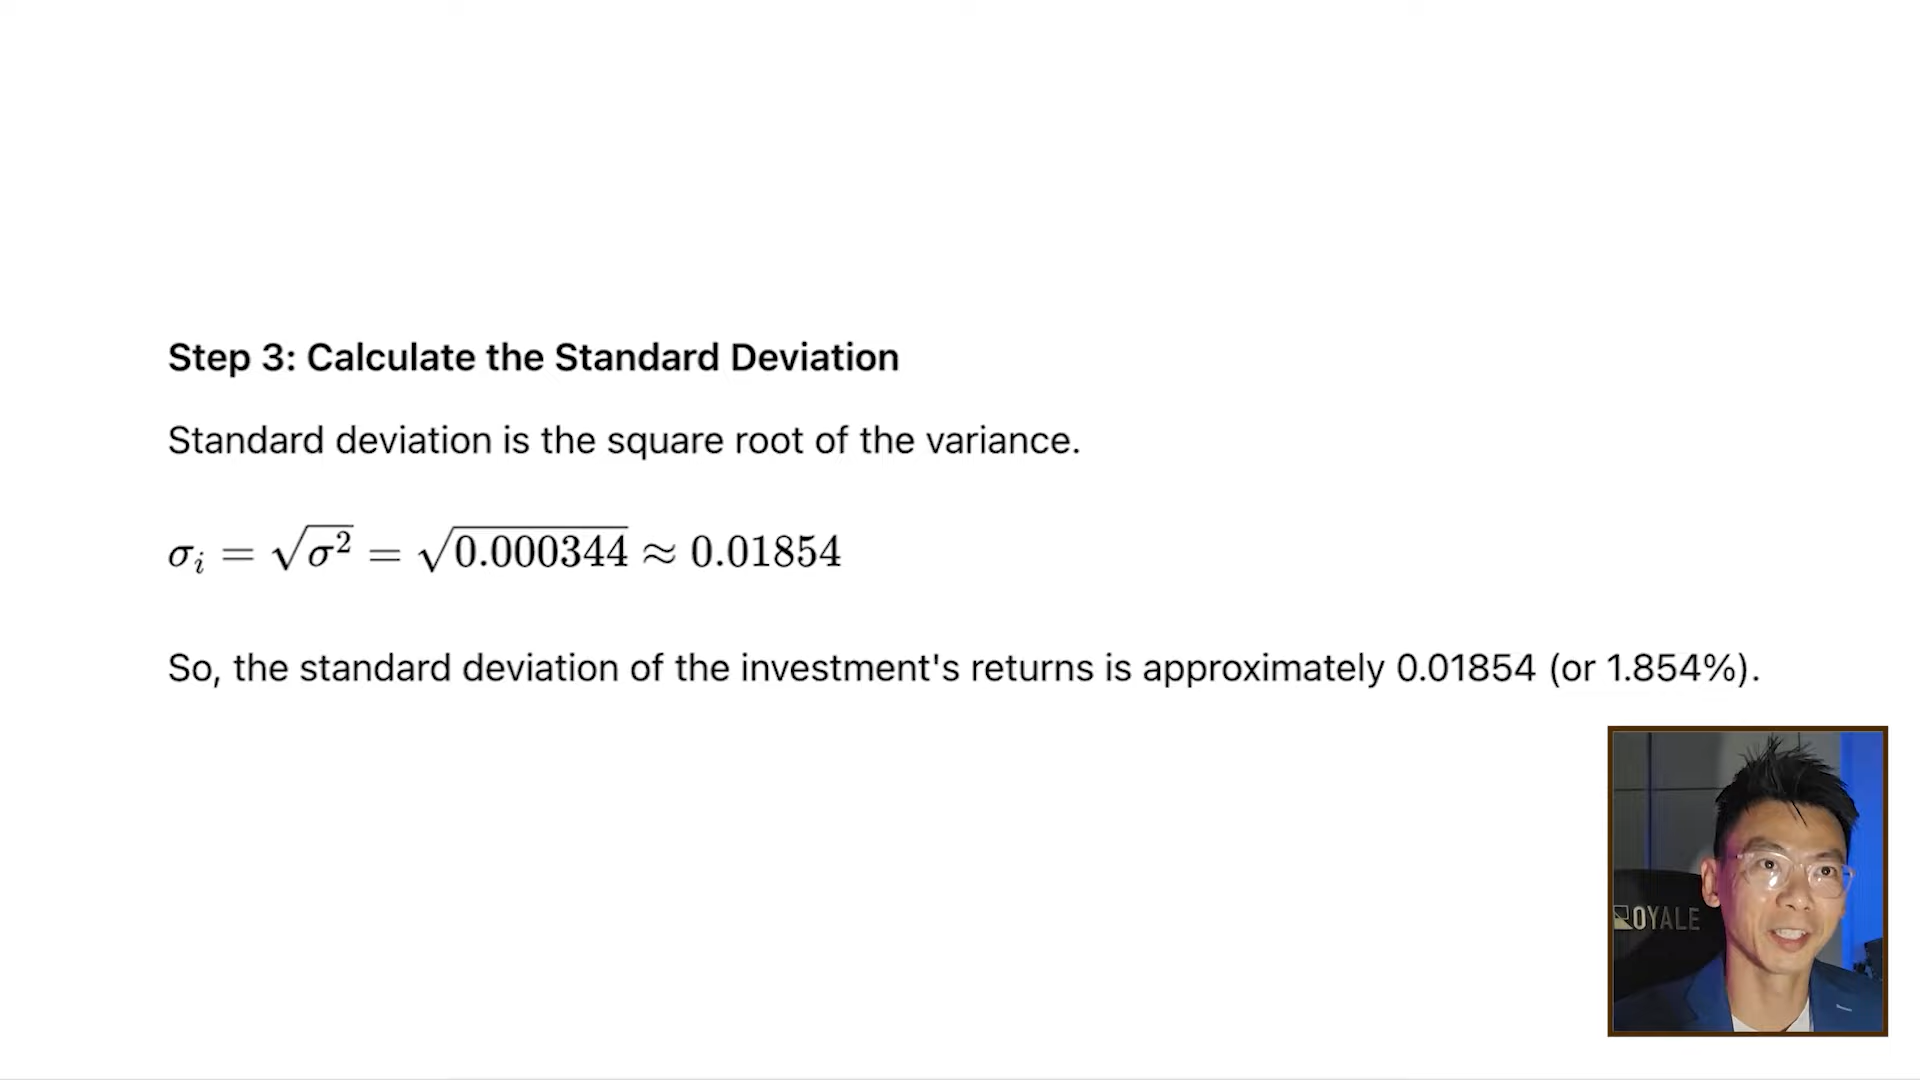 Step 3: Calculate the Standard Deviation
Standard deviation is the square root of the variance.
σᵢ = √σ² = √0.000344 ≈ 0.01854
So, the standard deviation of the investment's returns is approximately 0.01854 (or 1.854%).
OYALE